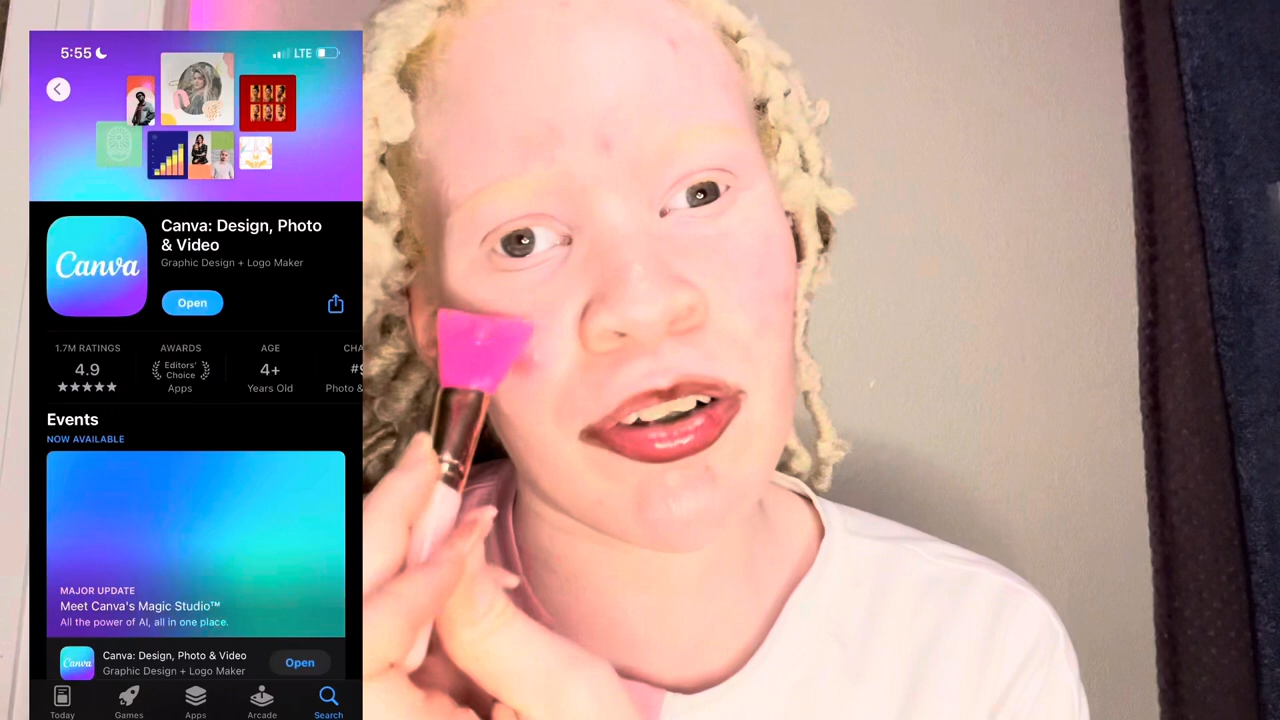 5:55
LTE
Canva
Canva: Design, Photo
& Video
Graphic Design + Logo Maker
Open
1.7M RATINGS
4.9
AWARDS
Editors'
Choice
Apps
AGE
4+
Years Old
CHA
#9
Photo &
Events
NOW AVAILABLE
MAJOR UPDATE
Meet Canva's Magic Studio™
All the power of AI, all in one place.
Canva
Canva: Design, Photo & Video
Graphic Design + Logo Maker
Open
Today
Games
Apps
Arcade
Search